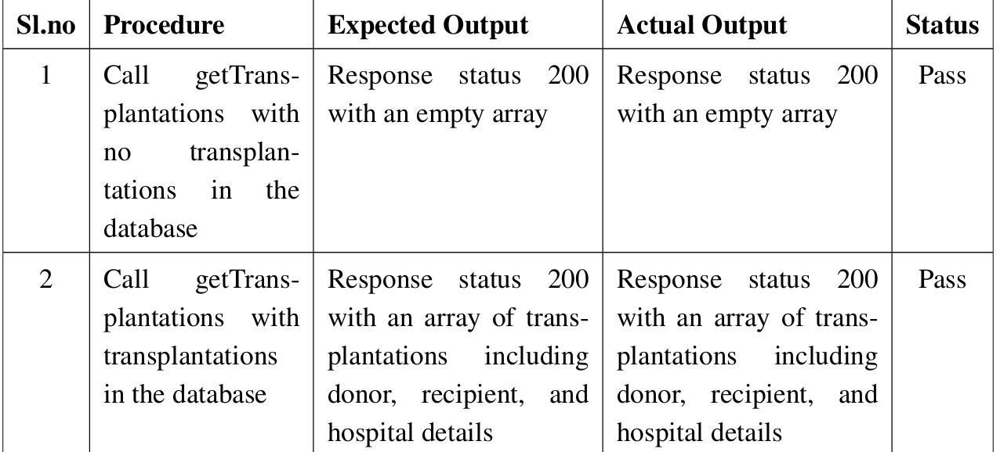 Sl.no Procedure Expected Output Actual Output Status
1 Call getTrans- Response status 200 Response status 200 Pass
plantations with with an empty array with an empty array
no transplan-
tations in the
database
2 Call getTrans- Response status 200 Response status 200 Pass
plantations with with an array of trans- with an array of trans-
transplantations plantations including plantations including
in the database donor, recipient, and donor, recipient, and
hospital details hospital details